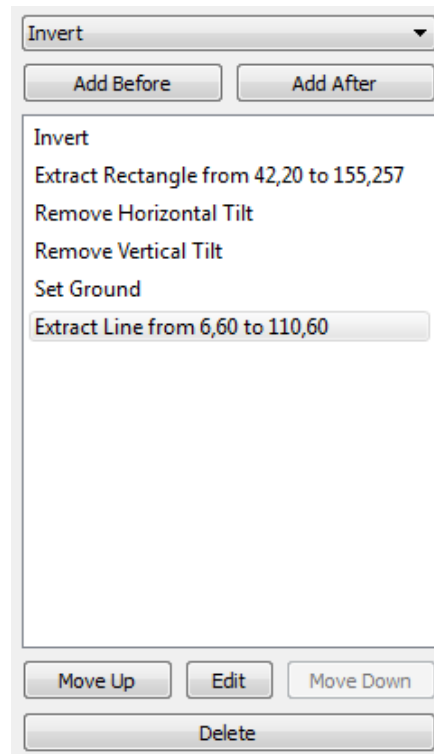 Invert
Add Before Add After
Invert
Extract Rectangle from 42,20 to 155,257
Remove Horizontal Tilt
Remove Vertical Tilt
Set Ground
Extract Line from 6,60 to 110,60
Move Up Edit Move Down
Delete